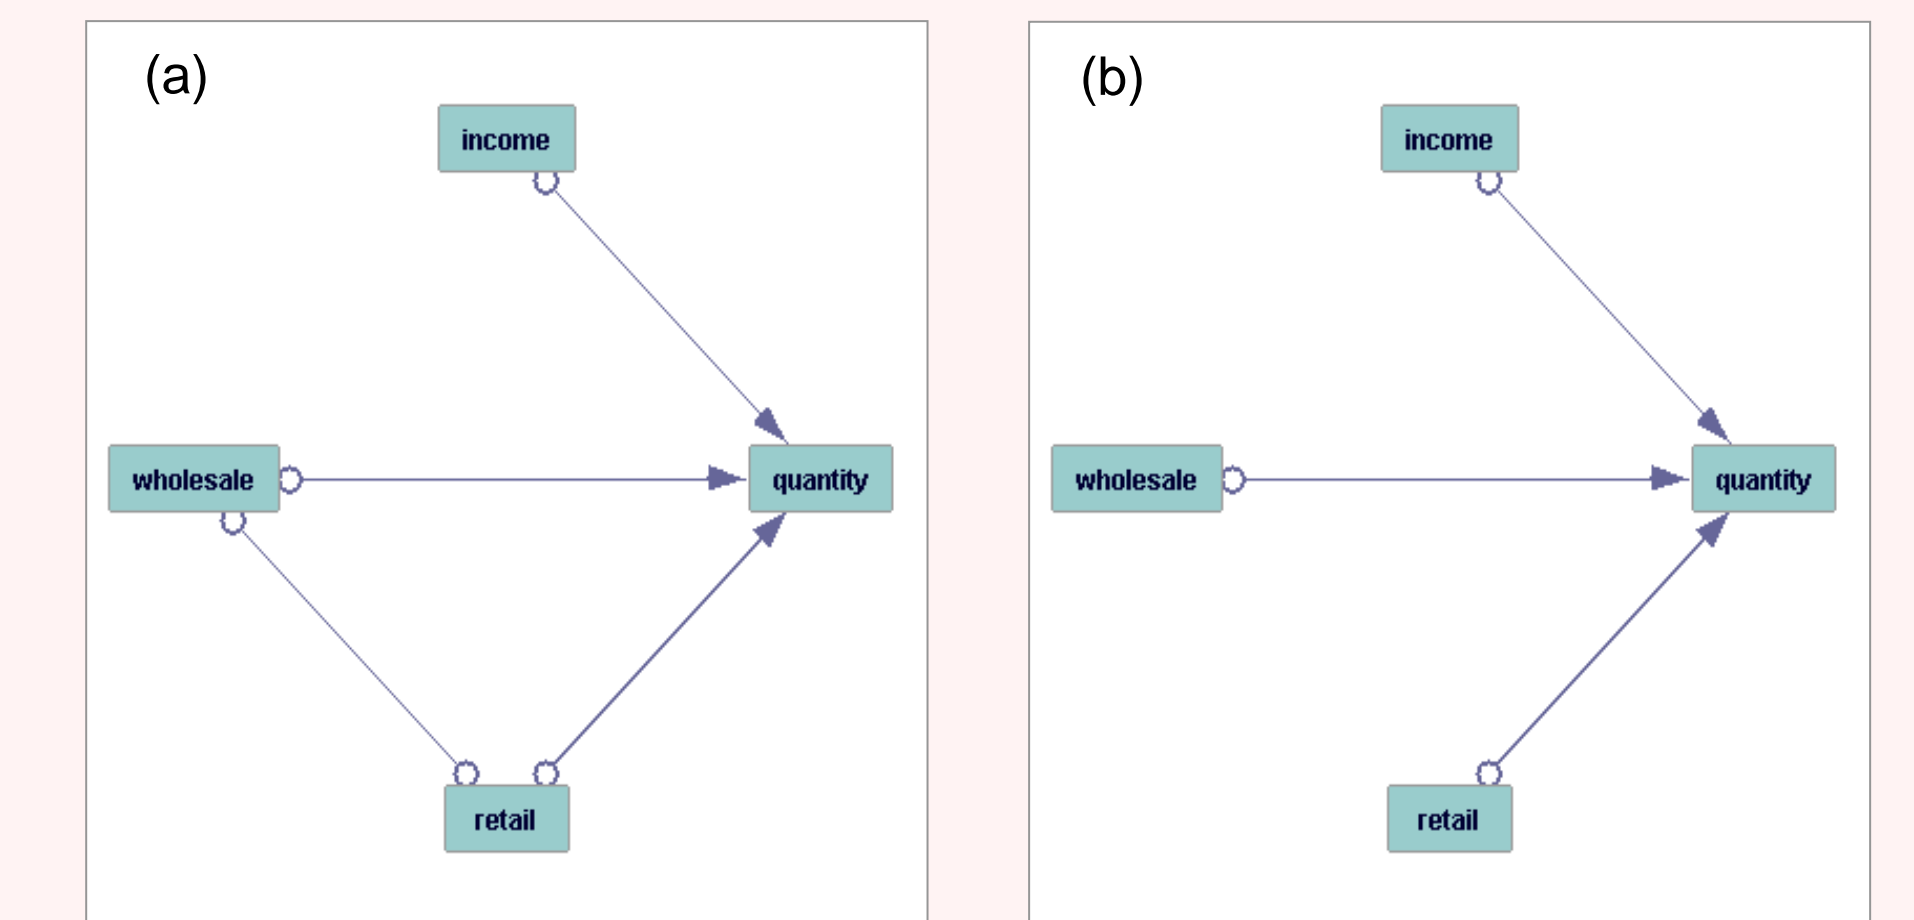 (a)
income
wholesale
quantity
retail
(b)
income
wholesale
quantity
retail